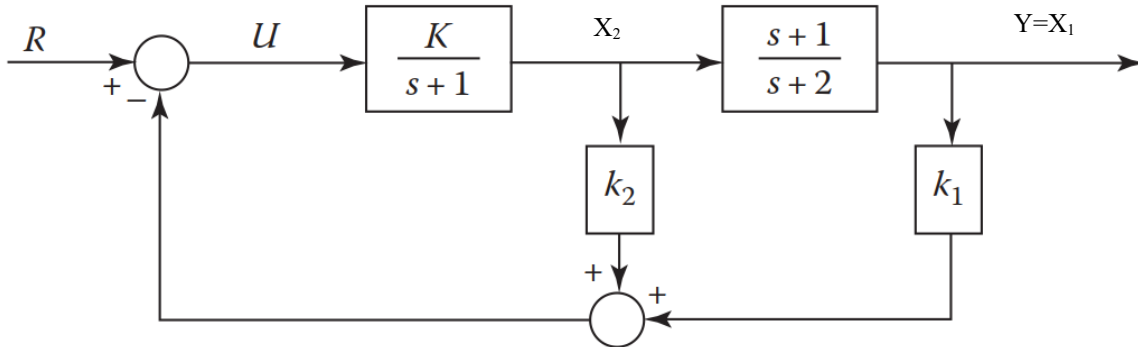 R
+
−
U
K
s + 1
X2
s + 1
s + 2
Y=X1
k2
k1
+
+